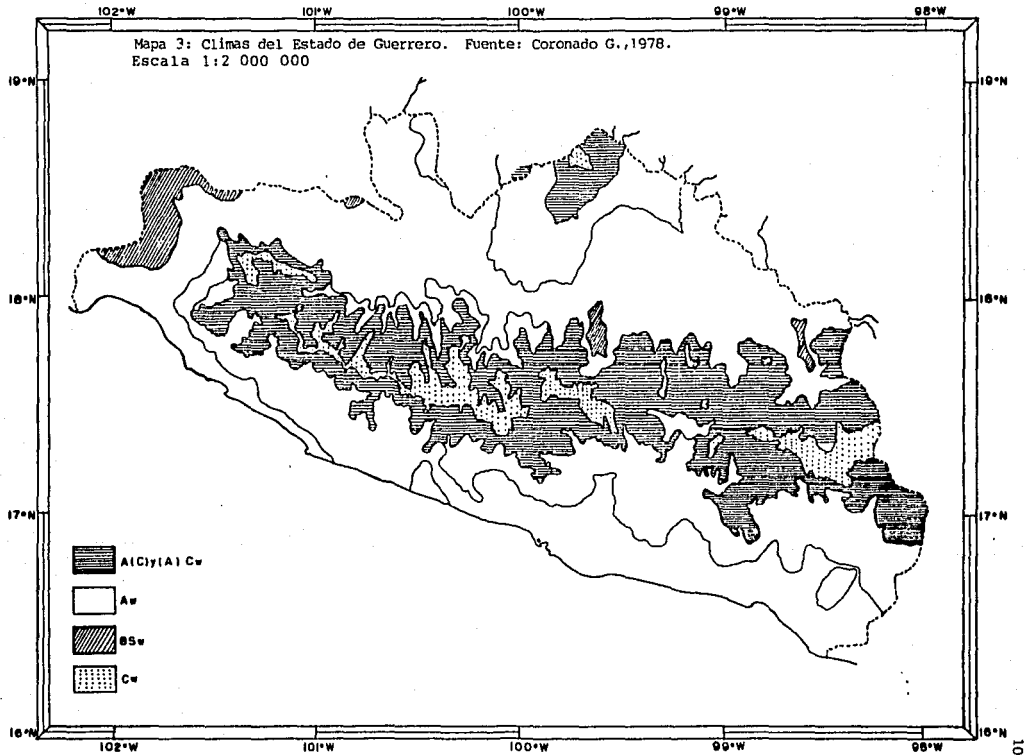 102°W 101°W 100°W 99°W 98°W
Mapa 3: Climas del Estado de Guerrero. Fuente: Coronado G.,1978.
Escala 1:2 000 000
19°N 19°N
18°N 18°N
17°N 17°N
A(C)y(A) Cw
Aw
BSw
Cw
16°N 16°N
102°W 101°W 100°W 99°W 98°W
10